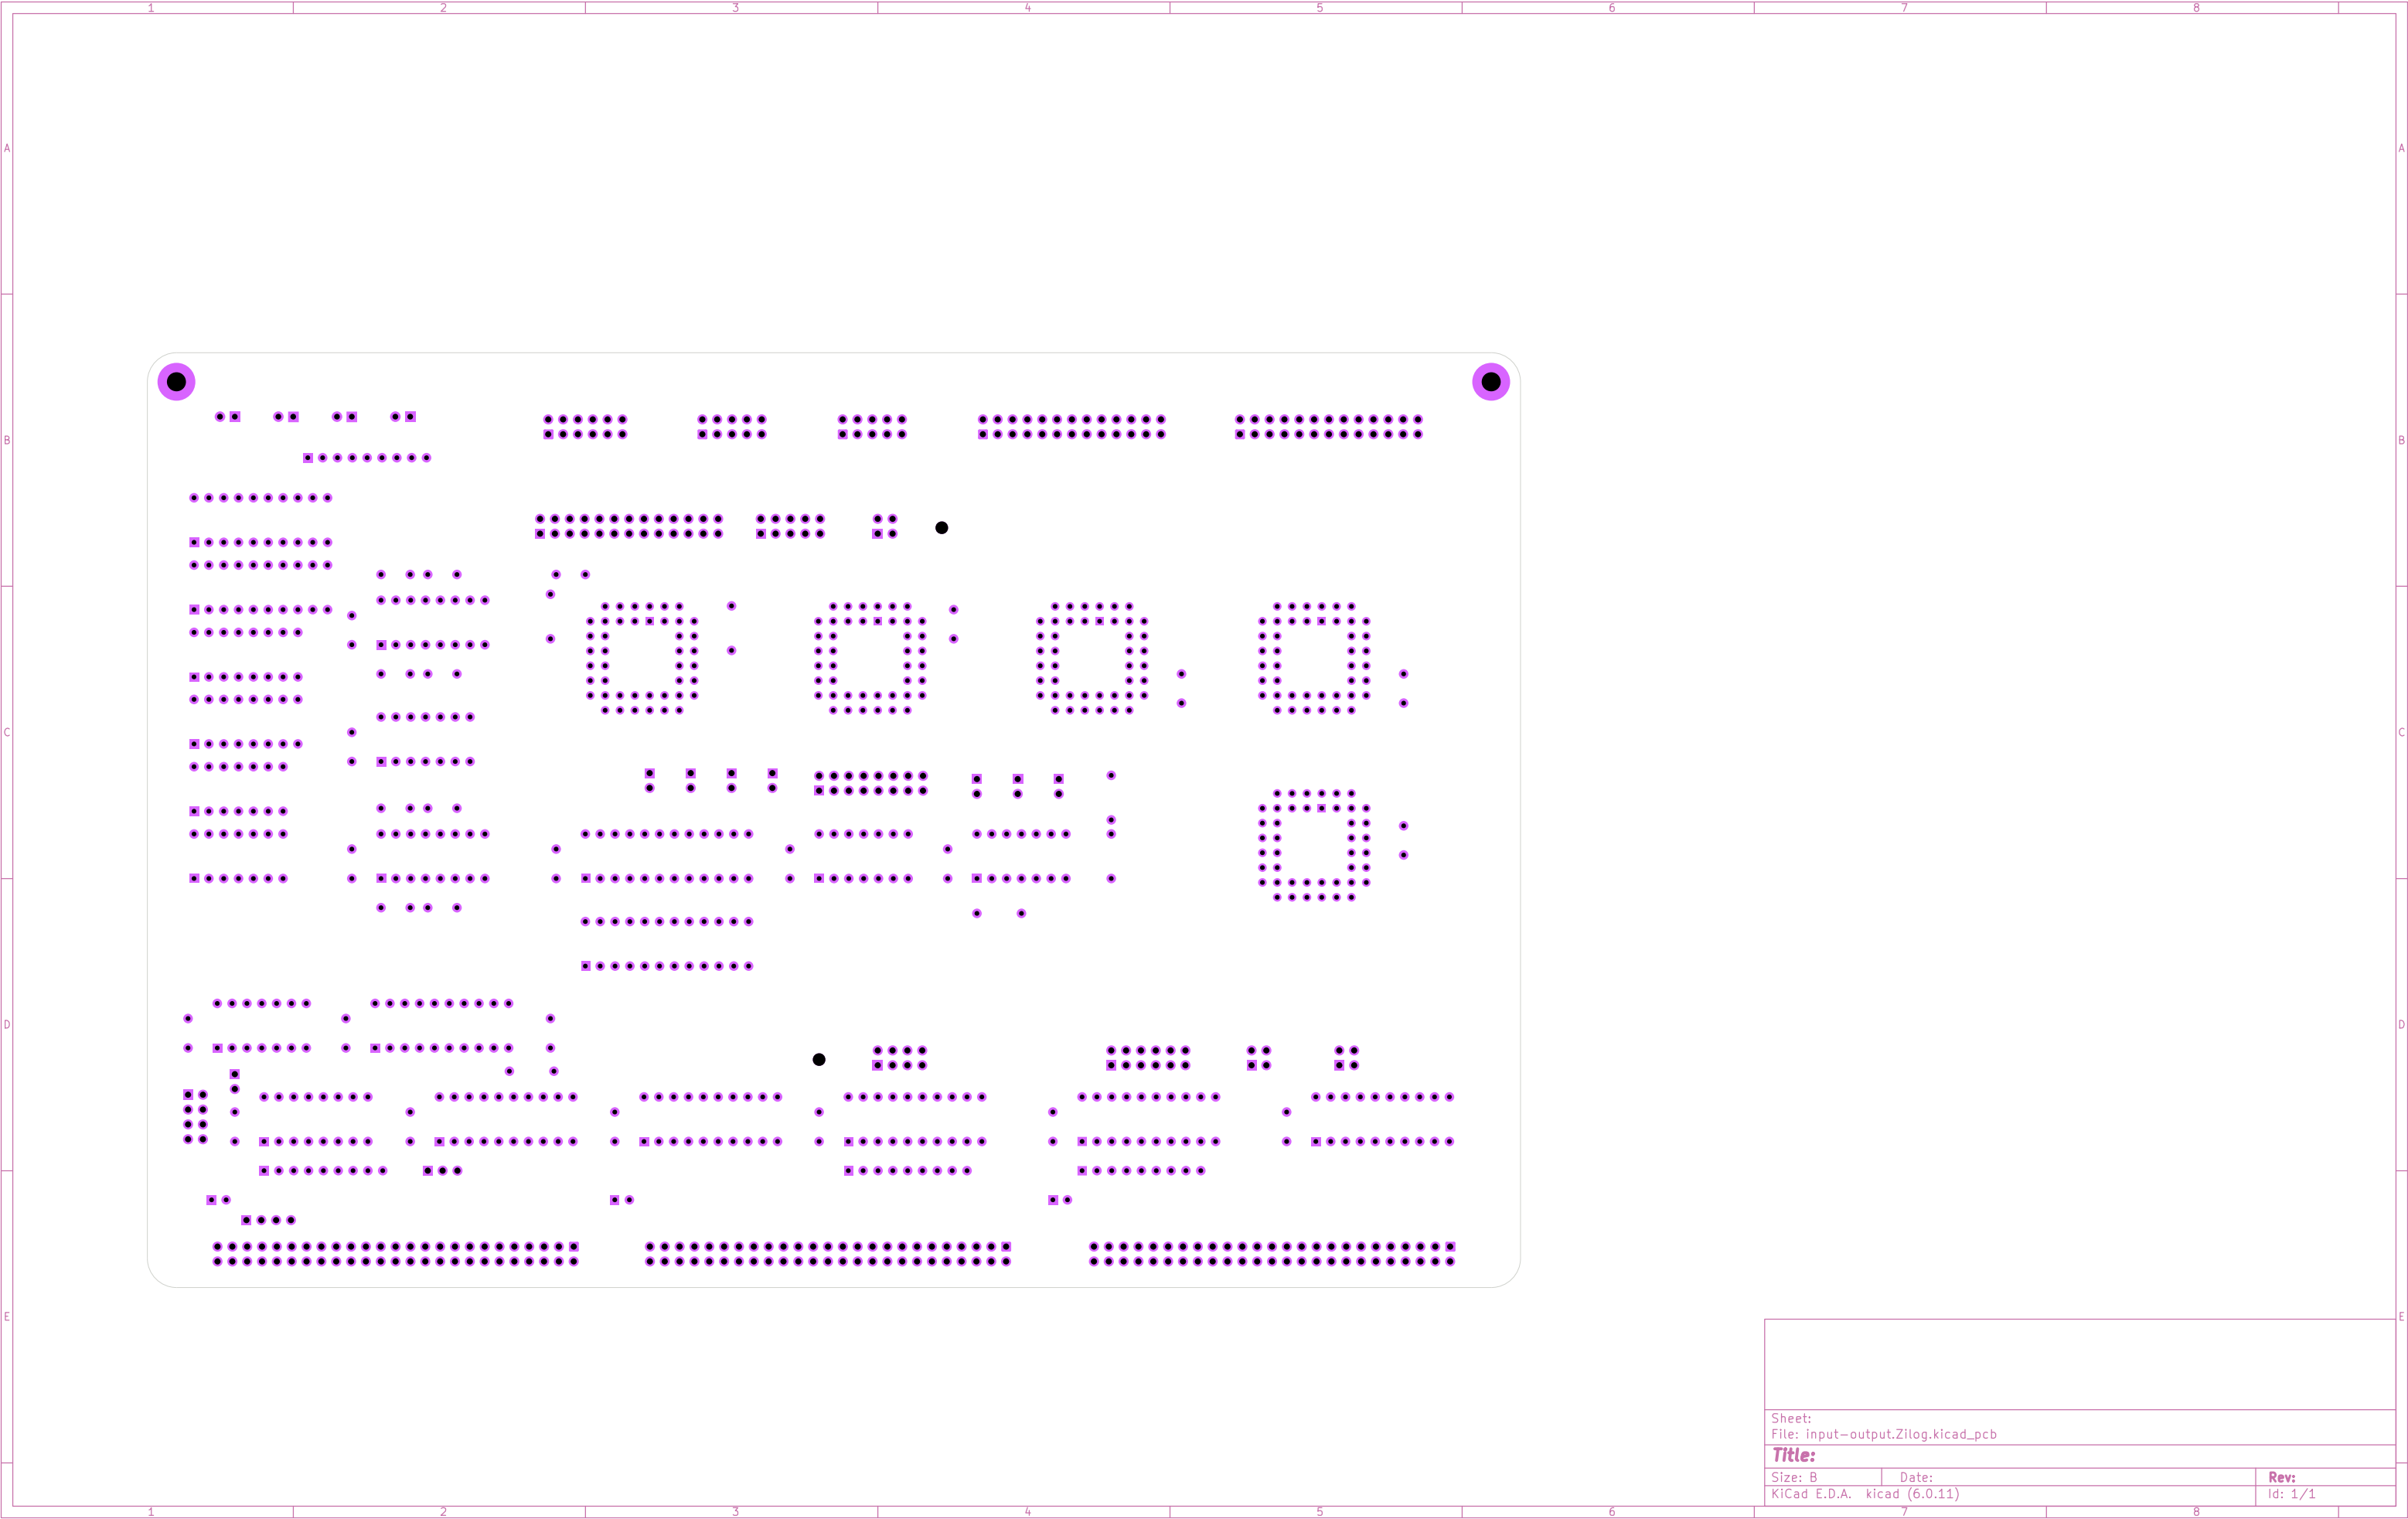 1 2 3 4 5 6 7 8
A A
B B
C C
D D
E E
Sheet:
File: input-output.Zilog.kicad_pcb
Title:
Size: B Date: Rev:
KiCad E.D.A. kicad (6.0.11) Id: 1/1
1 2 3 4 5 6 7 8